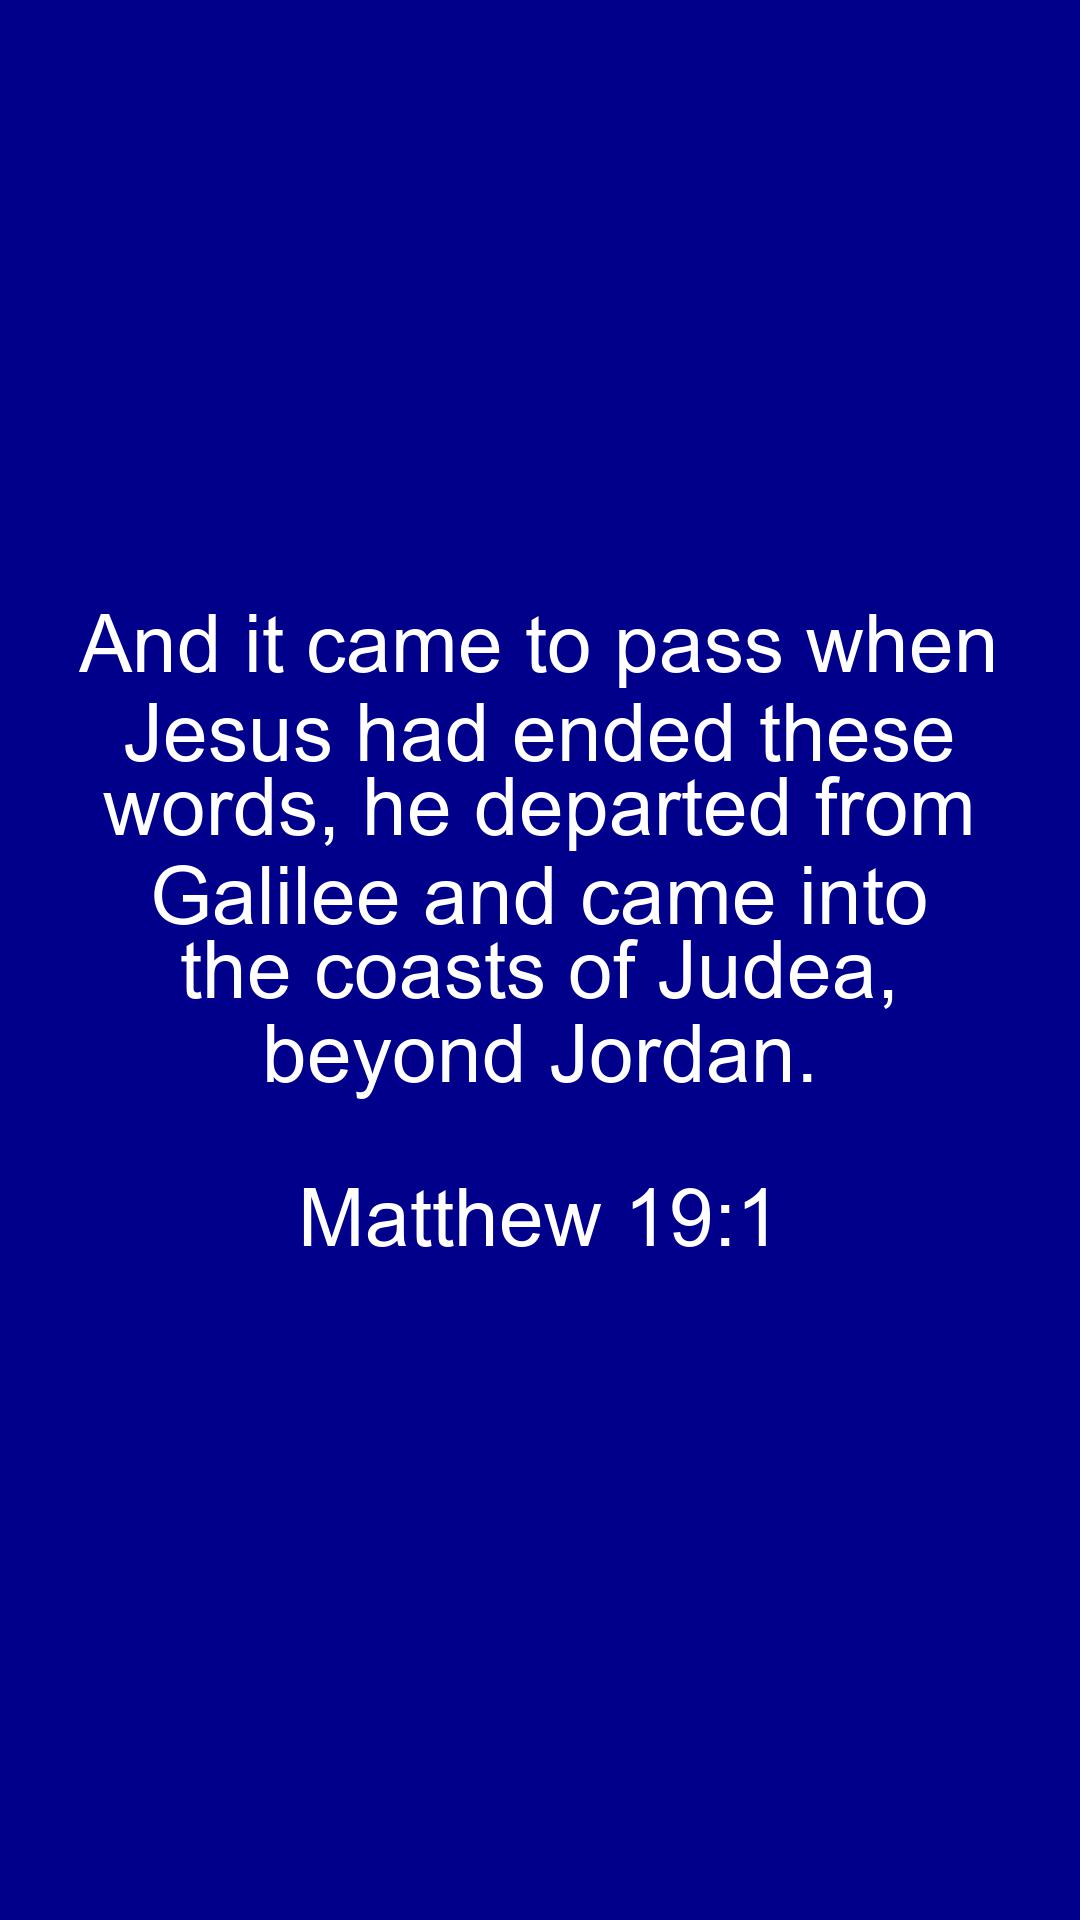 And it came to pass when
Jesus had ended these
words, he departed from
Galilee and came into
the coasts of Judea,
beyond Jordan.
Matthew 19:1